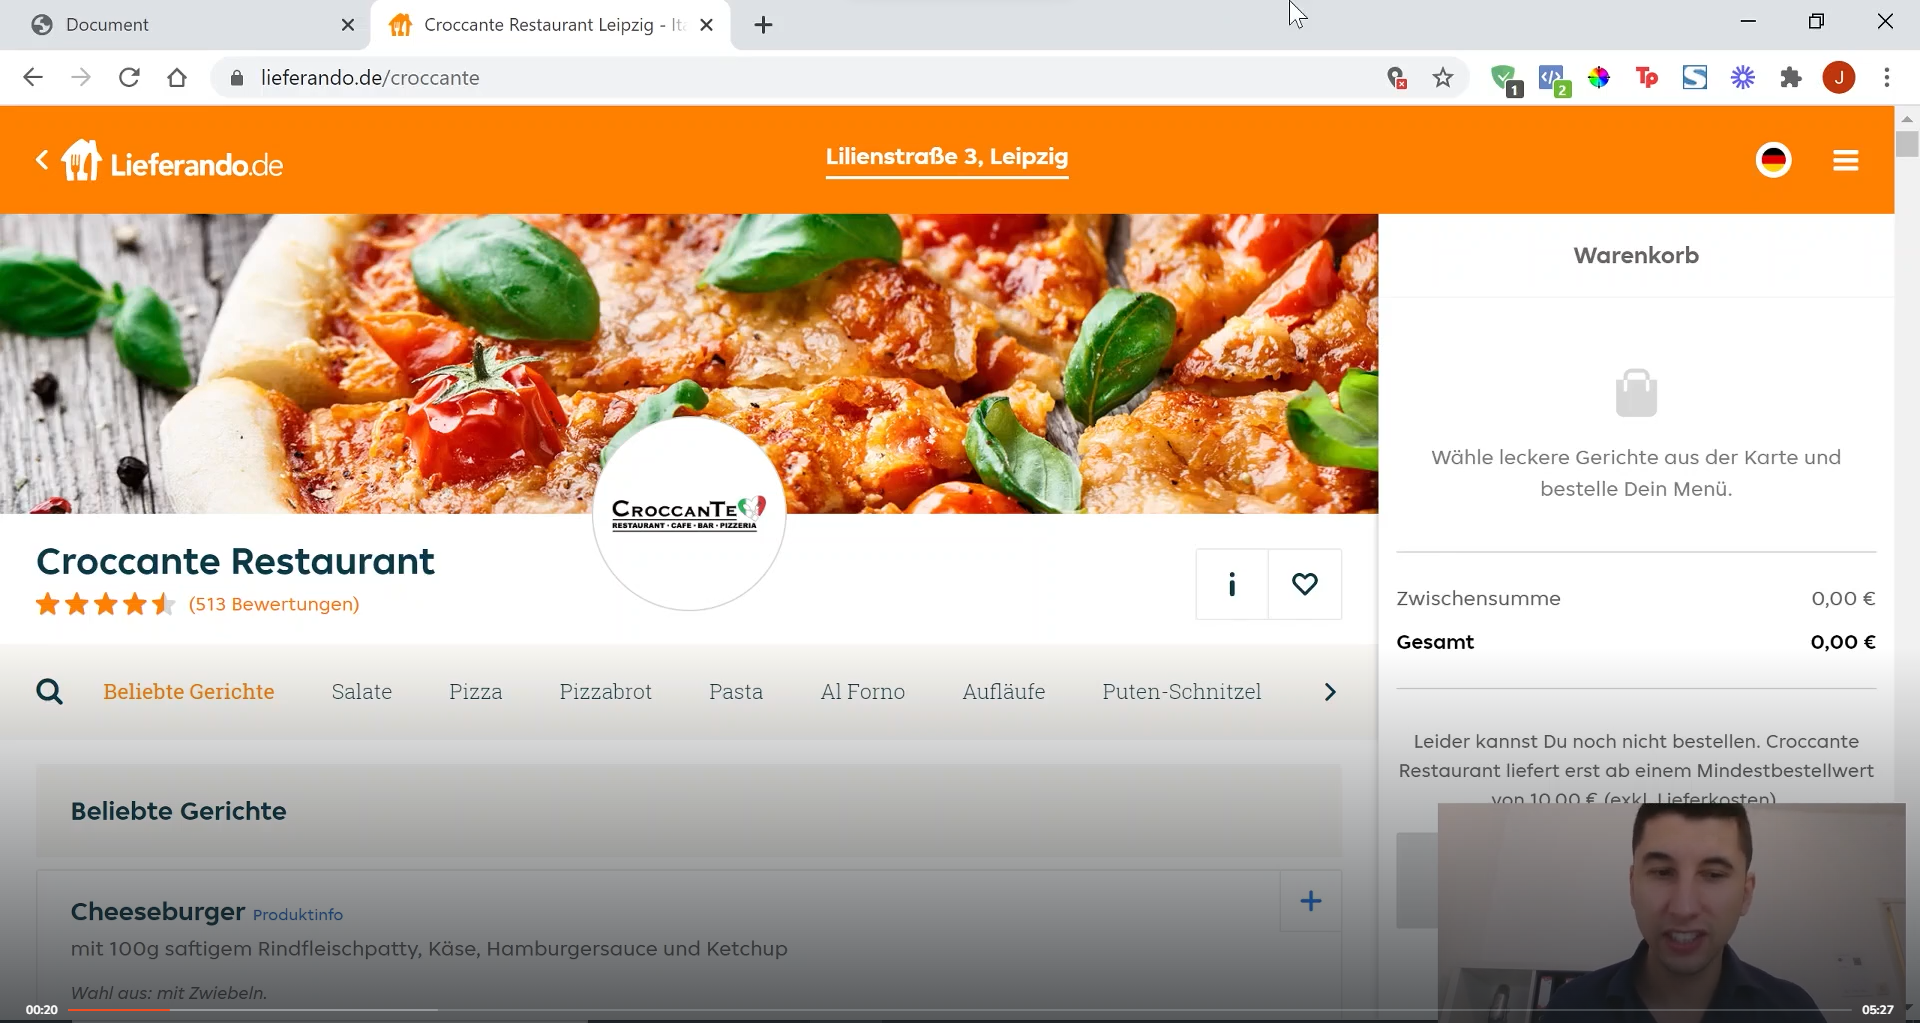 Document
Croccante Restaurant Leipzig - Ita
lieferando.de/croccante
1
2
Tp
J
Lieferando.de
Lilienstraße 3, Leipzig
CROCCANTE
RESTAURANT · CAFE · BAR · PIZZERIA
Croccante Restaurant
(513 Bewertungen)
Beliebte Gerichte Salate Pizza Pizzabrot Pasta Al Forno Aufläufe Puten-Schnitzel
Beliebte Gerichte
Cheeseburger Produktinfo
mit 100g saftigem Rindfleischpatty, Käse, Hamburgersauce und Ketchup
Wahl aus: mit Zwiebeln.
Warenkorb
Wähle leckere Gerichte aus der Karte und
bestelle Dein Menü.
Zwischensumme 0,00 €
Gesamt 0,00 €
Leider kannst Du noch nicht bestellen. Croccante
Restaurant liefert erst ab einem Mindestbestellwert
von 10,00 € (exkl. Lieferkosten)
00:20
05:27